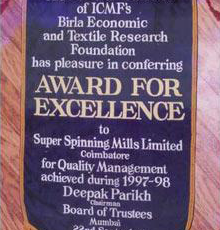 of ICMF's
Birla Economic
and Textile Research
Foundation
has pleasure in conferring
AWARD FOR
EXCELLENCE
to
Super Spinning Mills Limited
Coimbatore
for Quality Management
achieved during 1997-98
Deepak Parikh
Chairman
Board of Trustees
Mumbai
22nd